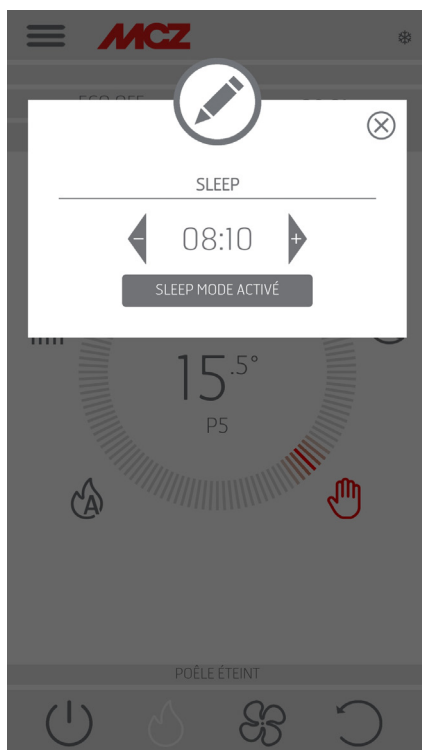 MCZ
SLEEP
- 08:10 +
SLEEP MODE ACTIVÉ
15.5°
P5
A
POÊLE ÉTEINT